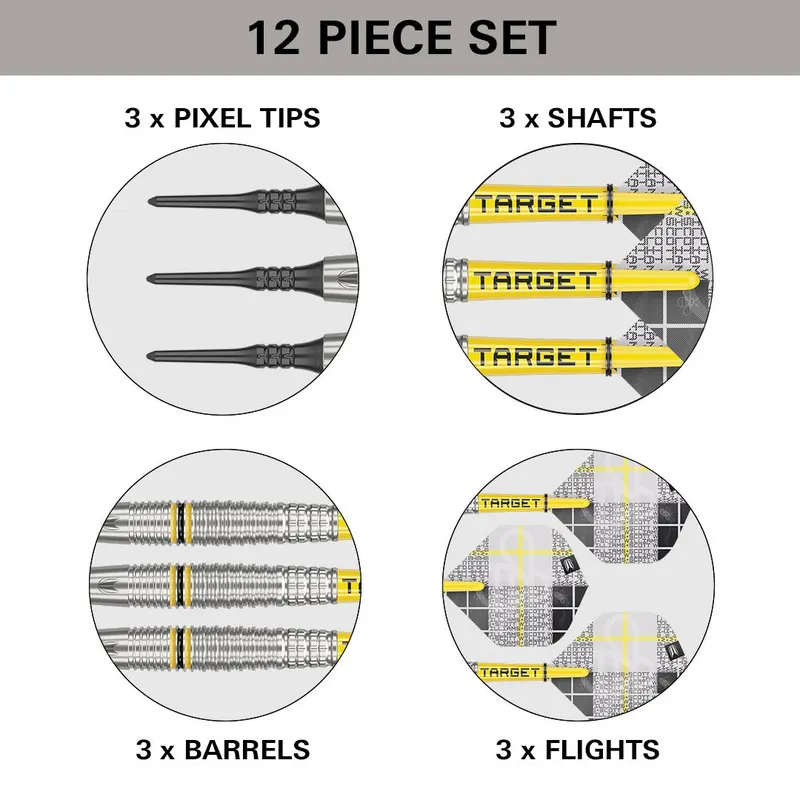 12 PIECE SET
3 x PIXEL TIPS
3 x SHAFTS
TARGET
TARGET
TARGET
TARGET
TARGET
3 x BARRELS
3 x FLIGHTS